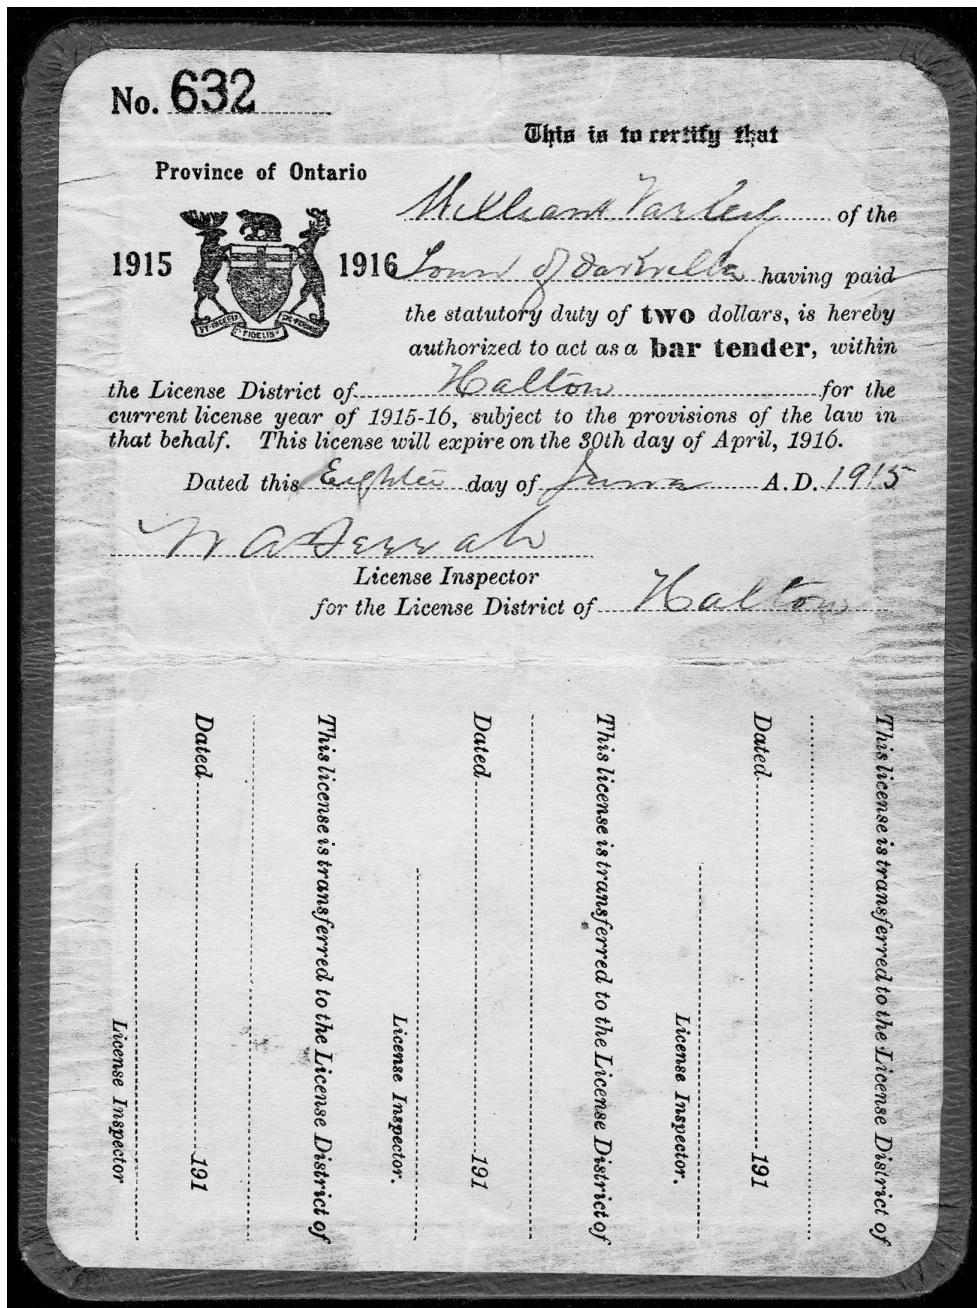 No. 632
This is to certify that
Province of Ontario
William Varley of the
1915 1916
Town of Oakville having paid
the statutory duty of two dollars, is hereby
authorized to act as a bar tender, within
the License District of Halton for the
current license year of 1915-16, subject to the provisions of the law in
that behalf. This license will expire on the 30th day of April, 1916.
Dated this Eighth day of June A.D. 1915
W A
License Inspector
for the License District of Halton
This license is transferred to the License District of
Dated 191
License Inspector.
This license is transferred to the License District of
Dated 191
License Inspector.
This license is transferred to the License District of
Dated 191
License Inspector